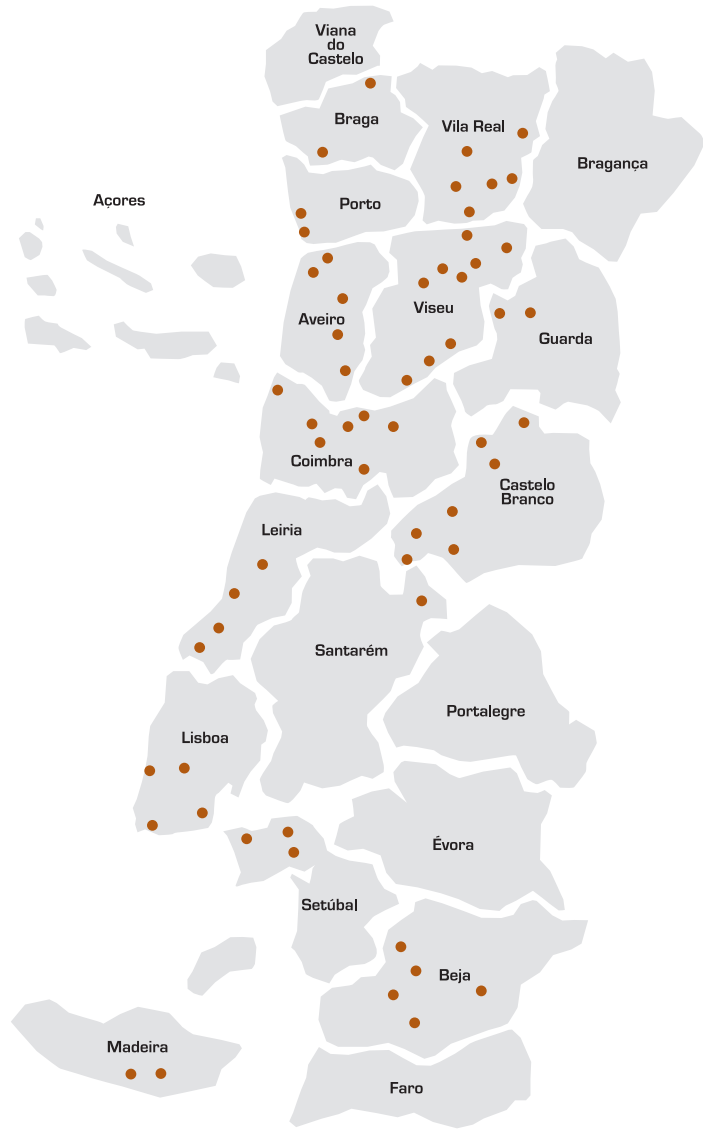 Viana
do
Castelo
Braga
Vila Real
Bragança
Açores
Porto
Aveiro
Viseu
Guarda
Coimbra
Castelo
Branco
Leiria
Santarém
Portalegre
Lisboa
Évora
Setúbal
Beja
Madeira
Faro